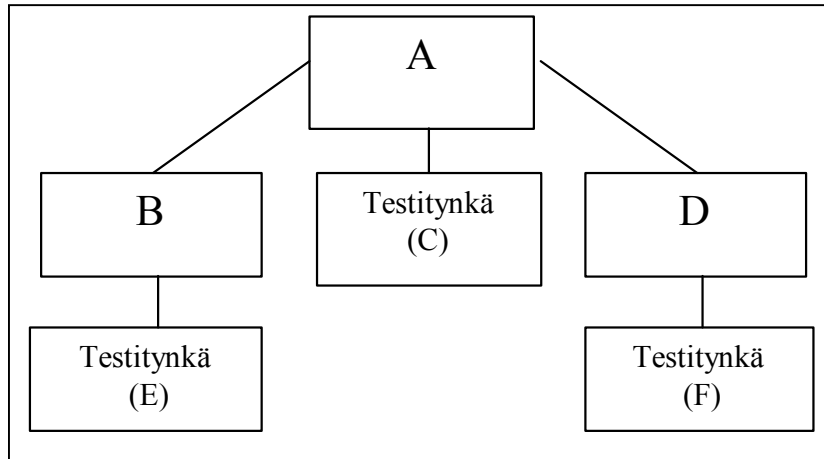 A
B
Testitynkä
(C)
D
Testitynkä
(E)
Testitynkä
(F)